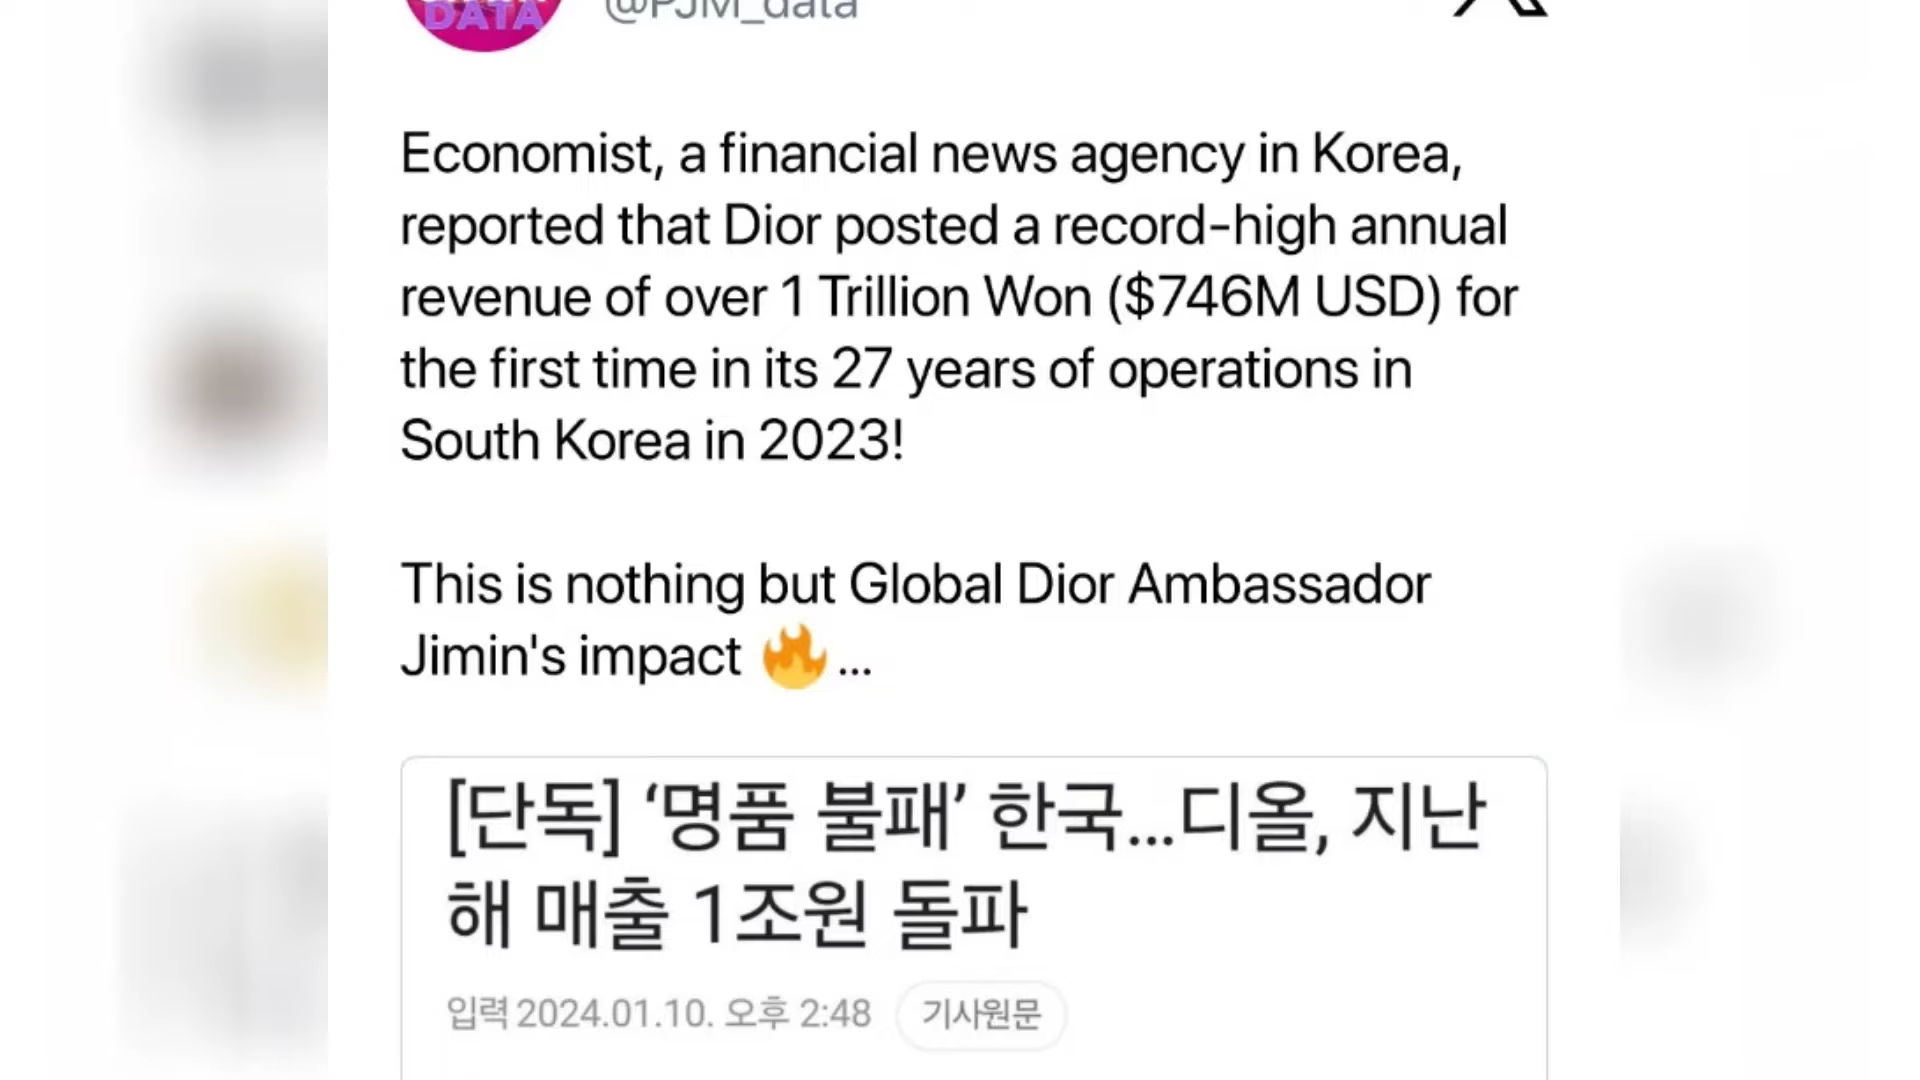 DATA
@PJM_data
Economist, a financial news agency in Korea,
reported that Dior posted a record-high annual
revenue of over 1 Trillion Won ($746M USD) for
the first time in its 27 years of operations in
South Korea in 2023!
This is nothing but Global Dior Ambassador
Jimin's impact 🔥...
[단독] ‘명품 불패’ 한국...디올, 지난
해 매출 1조원 돌파
입력 2024.01.10. 오후 2:48 기사원문